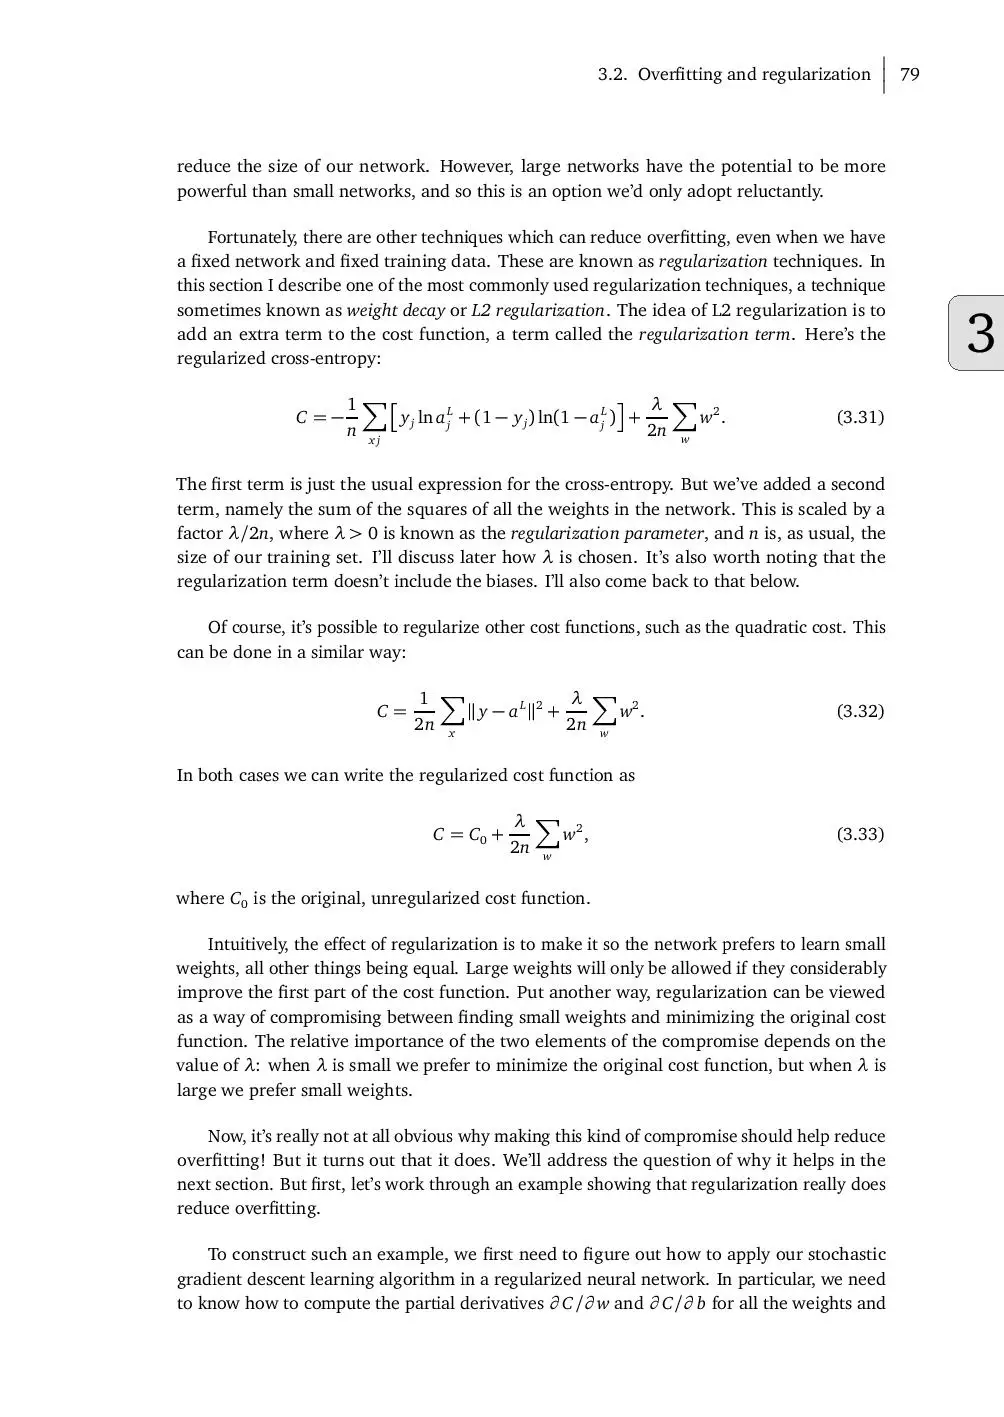 3.2. Overfitting and regularization 79
reduce the size of our network. However, large networks have the potential to be more
powerful than small networks, and so this is an option we'd only adopt reluctantly.
Fortunately, there are other techniques which can reduce overfitting, even when we have
a fixed network and fixed training data. These are known as regularization techniques. In
this section I describe one of the most commonly used regularization techniques, a technique
sometimes known as weight decay or L2 regularization. The idea of L2 regularization is to
add an extra term to the cost function, a term called the regularization term. Here's the
regularized cross-entropy:
3
C = −\frac{1}{n} \sum_{xj} [y_j ln a_j^L + (1 − y_j) ln(1 − a_j^L)] + \frac{λ}{2n} \sum_w w^2. (3.31)
The first term is just the usual expression for the cross-entropy. But we've added a second
term, namely the sum of the squares of all the weights in the network. This is scaled by a
factor λ/2n, where λ > 0 is known as the regularization parameter, and n is, as usual, the
size of our training set. I'll discuss later how λ is chosen. It's also worth noting that the
regularization term doesn't include the biases. I'll also come back to that below.
Of course, it's possible to regularize other cost functions, such as the quadratic cost. This
can be done in a similar way:
C = \frac{1}{2n} \sum_x ‖y − a^L‖^2 + \frac{λ}{2n} \sum_w w^2. (3.32)
In both cases we can write the regularized cost function as
C = C_0 + \frac{λ}{2n} \sum_w w^2, (3.33)
where C_0 is the original, unregularized cost function.
Intuitively, the effect of regularization is to make it so the network prefers to learn small
weights, all other things being equal. Large weights will only be allowed if they considerably
improve the first part of the cost function. Put another way, regularization can be viewed
as a way of compromising between finding small weights and minimizing the original cost
function. The relative importance of the two elements of the compromise depends on the
value of λ: when λ is small we prefer to minimize the original cost function, but when λ is
large we prefer small weights.
Now, it's really not at all obvious why making this kind of compromise should help reduce
overfitting! But it turns out that it does. We'll address the question of why it helps in the
next section. But first, let's work through an example showing that regularization really does
reduce overfitting.
To construct such an example, we first need to figure out how to apply our stochastic
gradient descent learning algorithm in a regularized neural network. In particular, we need
to know how to compute the partial derivatives ∂C/∂w and ∂C/∂b for all the weights and